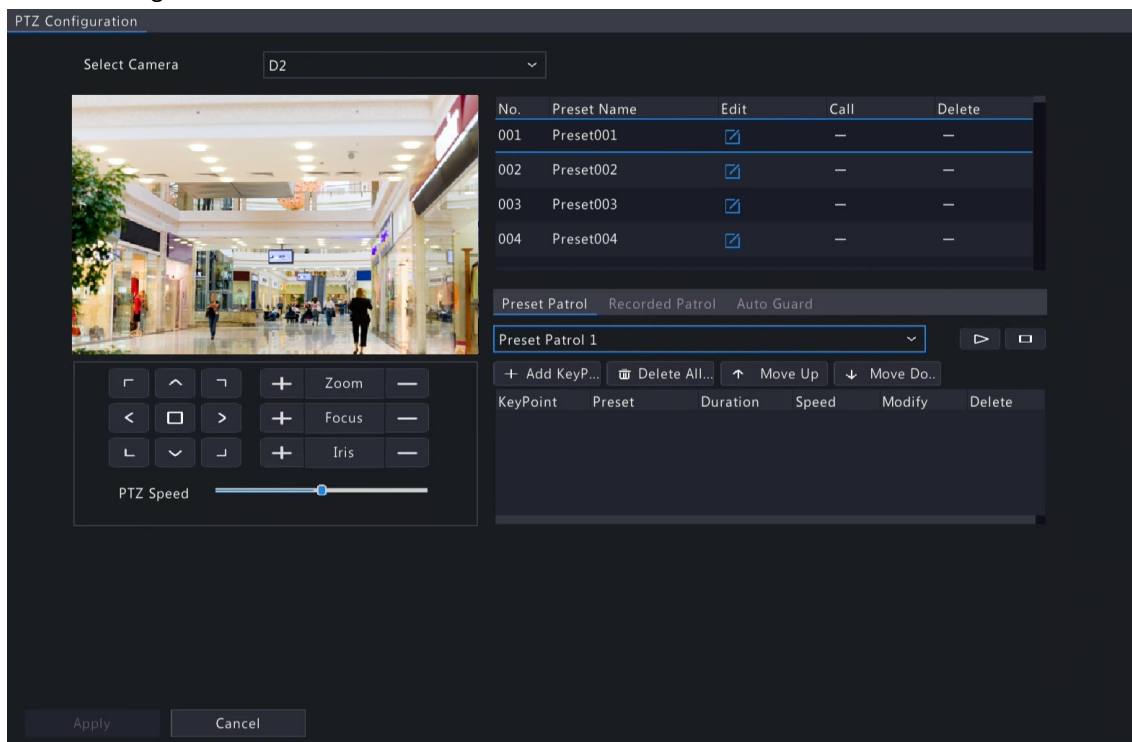 PTZ Configuration
Select Camera D2
No. Preset Name Edit Call Delete
001 Preset001 — —
002 Preset002 — —
003 Preset003 — —
004 Preset004 — —
Preset Patrol Recorded Patrol Auto Guard
Preset Patrol 1
+ Add KeyP... Delete All... Move Up Move Do..
KeyPoint Preset Duration Speed Modify Delete
Zoom
Focus
Iris
PTZ Speed
Apply Cancel